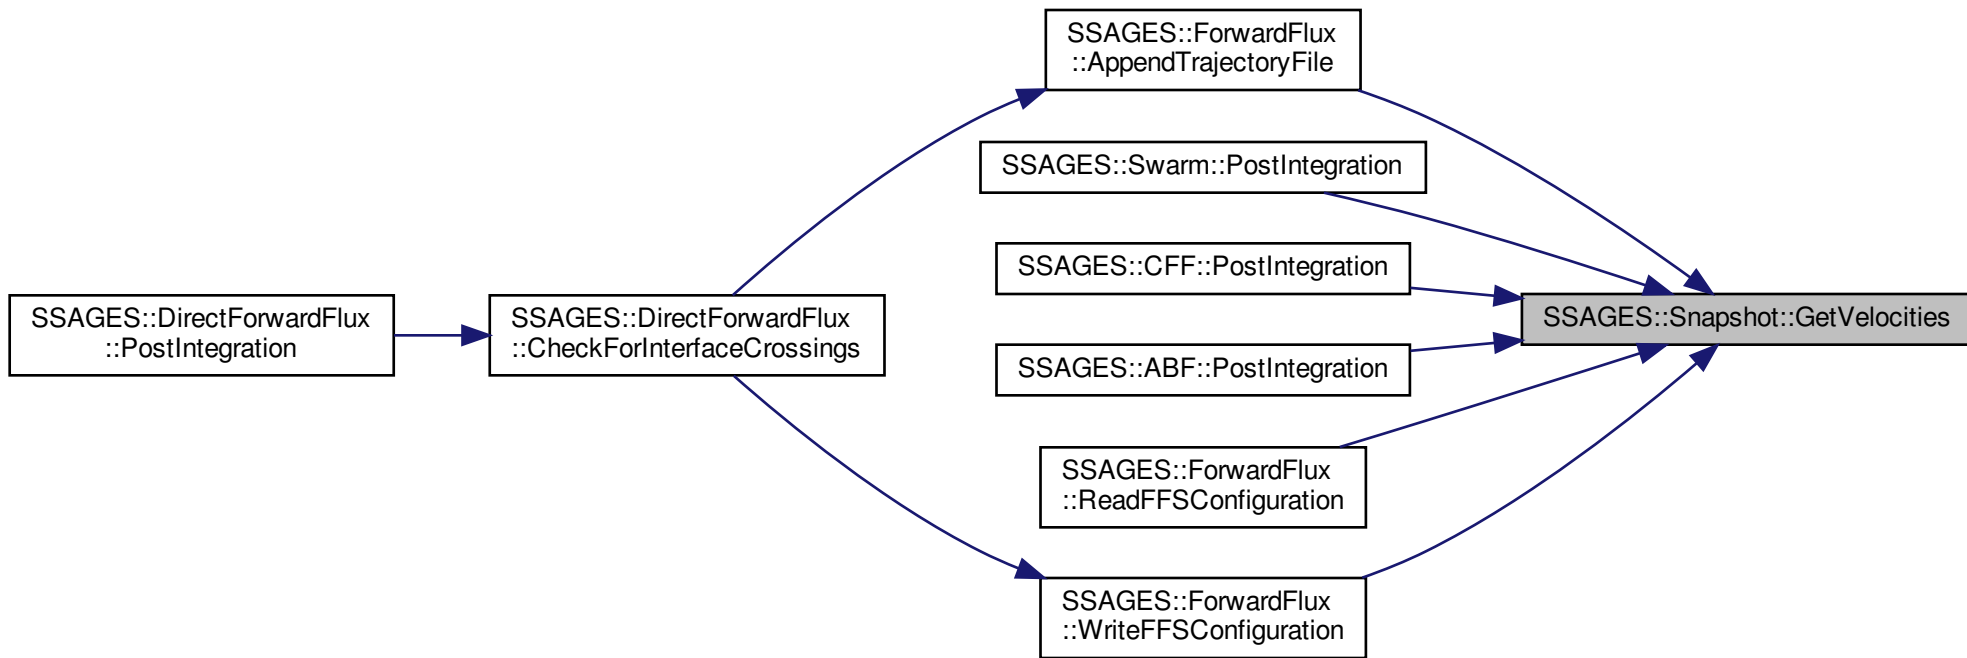 SSAGES::ForwardFlux
::AppendTrajectoryFile
SSAGES::Swarm::PostIntegration
SSAGES::CFF::PostIntegration
SSAGES::DirectForwardFlux
::PostIntegration
SSAGES::DirectForwardFlux
::CheckForInterfaceCrossings
SSAGES::Snapshot::GetVelocities
SSAGES::ABF::PostIntegration
SSAGES::ForwardFlux
::ReadFFSConfiguration
SSAGES::ForwardFlux
::WriteFFSConfiguration